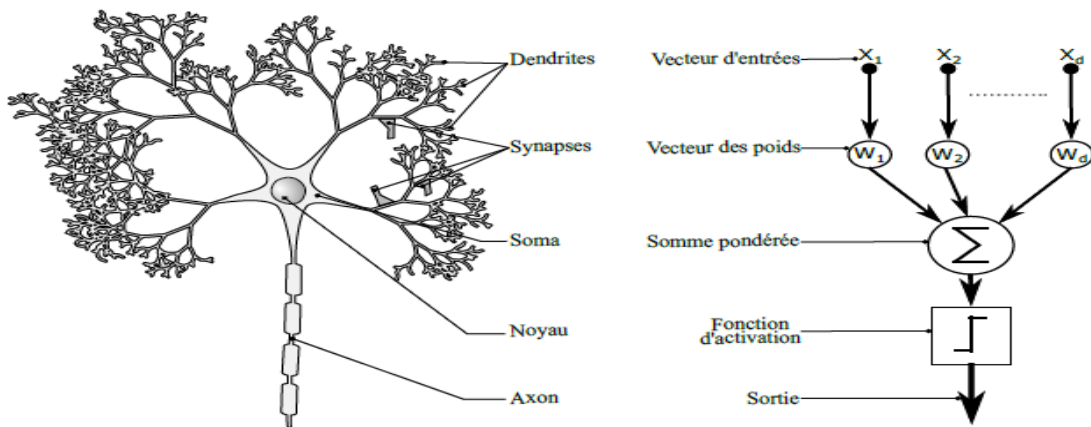 Dendrites
Synapses
Soma
Noyau
Axon
Vecteur d'entrées
X1
X2
Xd
Vecteur des poids
W1
W2
Wd
Somme pondérée
Σ
Fonction
d'activation
Sortie